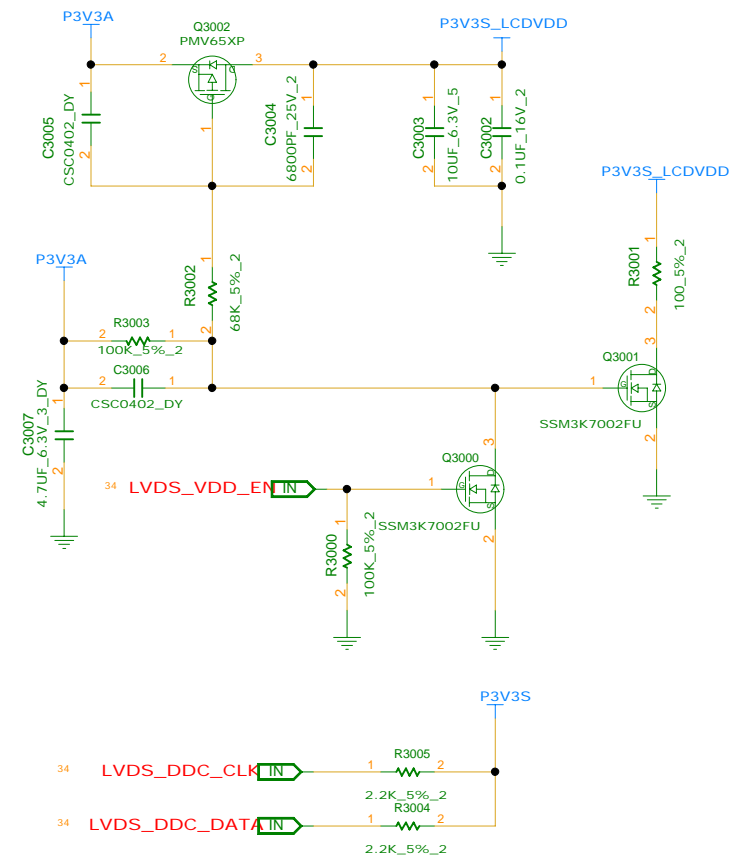 P3V3A
Q3002
PMV65XP
P3V3S_LCDVDD
2
3
S
D
G
1
1
2
C3005
CSC0402_DY
1
2
C3004
6800PF_25V_2
1
2
C3003
10UF_6.3V_5
1
2
C3002
0.1UF_16V_2
P3V3S_LCDVDD
1
2
R3001
100_5%_2
P3V3A
1
2
R3002
68K_5%_2
R3003
2
1
100K_5%_2
C3006
2
1
CSC0402_DY
1
2
C3007
4.7UF_6.3V_3_DY
3
Q3001
1
G
D
S
SSM3K7002FU
2
3
Q3000
34
LVDS_VDD_EN
IN
1
G
D
S
SSM3K7002FU
2
1
2
R3000
100K_5%_2
P3V3S
34
LVDS_DDC_CLK
IN
1
R3005
2
2.2K_5%_2
34
LVDS_DDC_DATA
IN
1
R3004
2
2.2K_5%_2